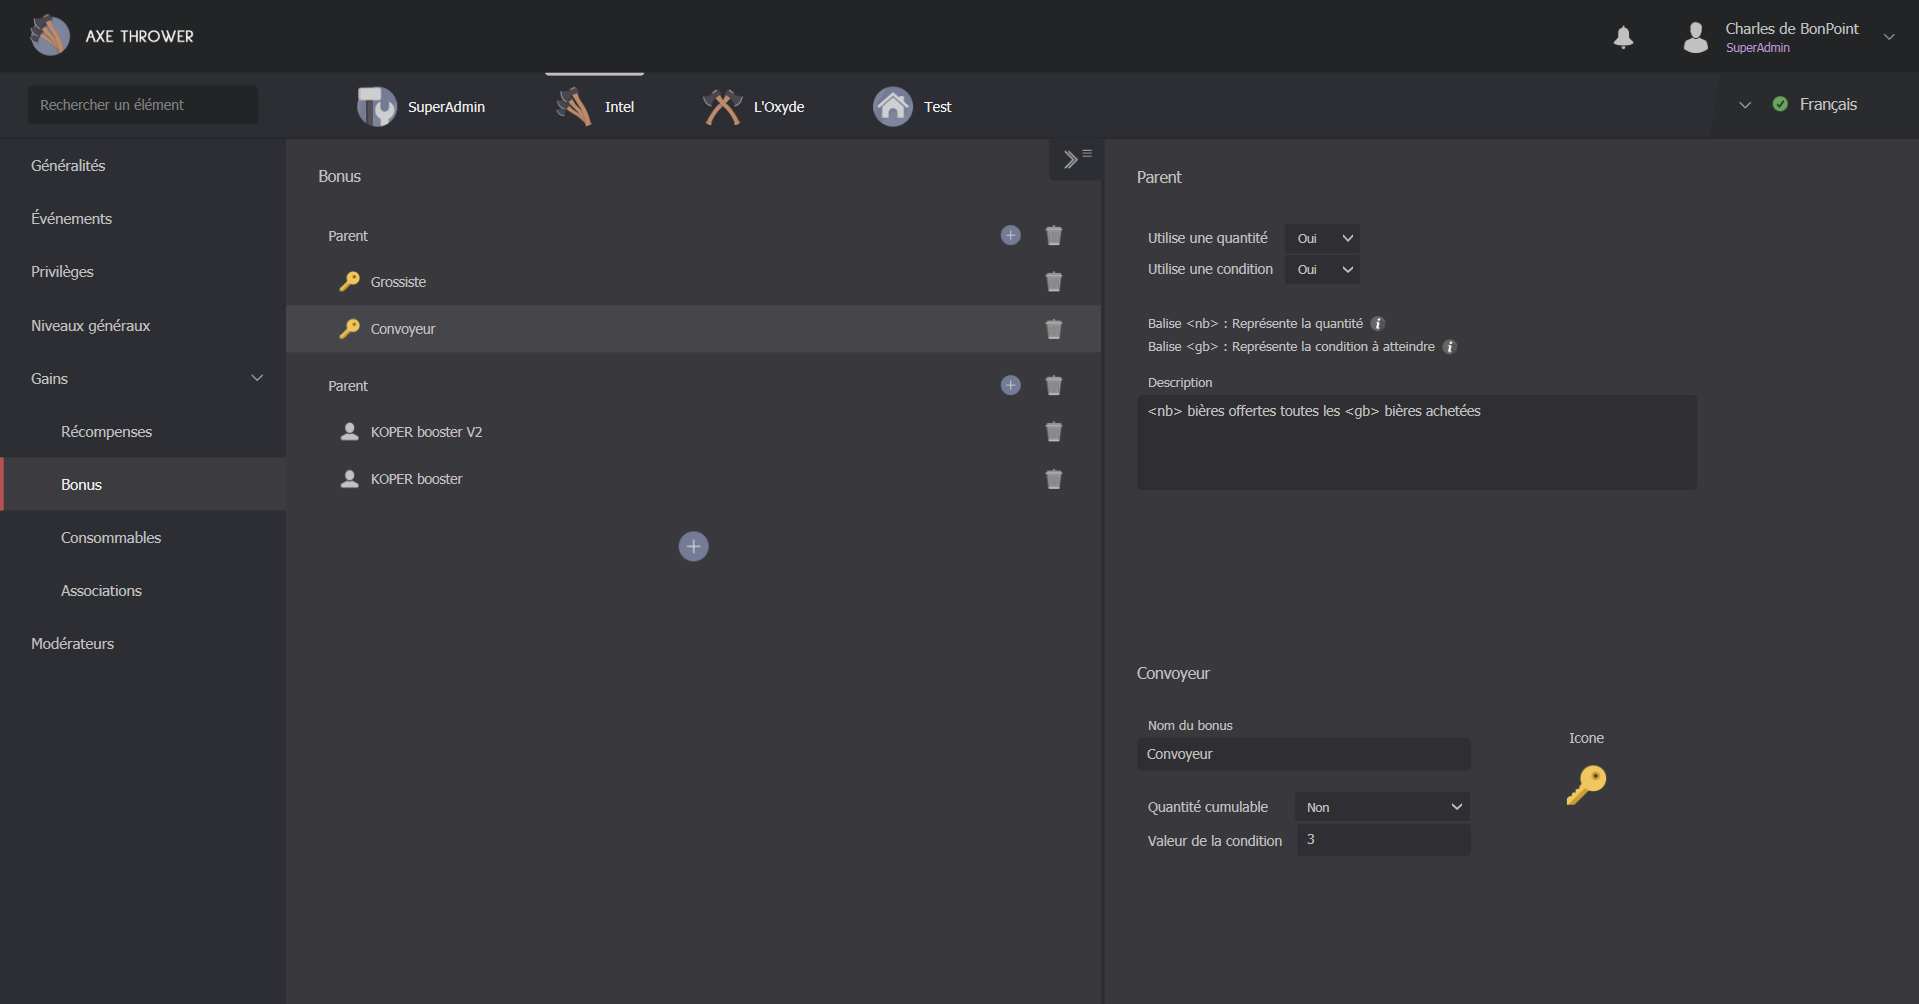 AXE THROWER
Charles de BonPoint
SuperAdmin
Rechercher un élément
SuperAdmin
Intel
L'Oxyde
Test
Français
Généralités
Événements
Privilèges
Niveaux généraux
Gains
Récompenses
Bonus
Consommables
Associations
Modérateurs
Bonus
Parent
Grossiste
Convoyeur
Parent
KOPER booster V2
KOPER booster
Parent
Utilise une quantité Oui
Utilise une condition Oui
Balise <nb> : Représente la quantité
Balise <gb> : Représente la condition à atteindre
Description
<nb> bières offertes toutes les <gb> bières achetées
Convoyeur
Nom du bonus
Convoyeur
Icone
Quantité cumulable Non
Valeur de la condition 3